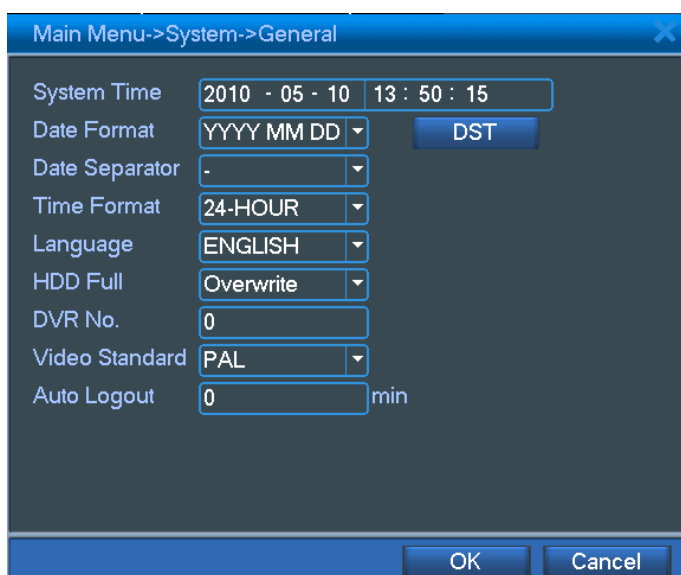 Main Menu->System->General
System Time 2010 - 05 - 10 13 : 50 : 15
Date Format YYYY MM DD DST
Date Separator -
Time Format 24-HOUR
Language ENGLISH
HDD Full Overwrite
DVR No. 0
Video Standard PAL
Auto Logout 0 min
OK Cancel